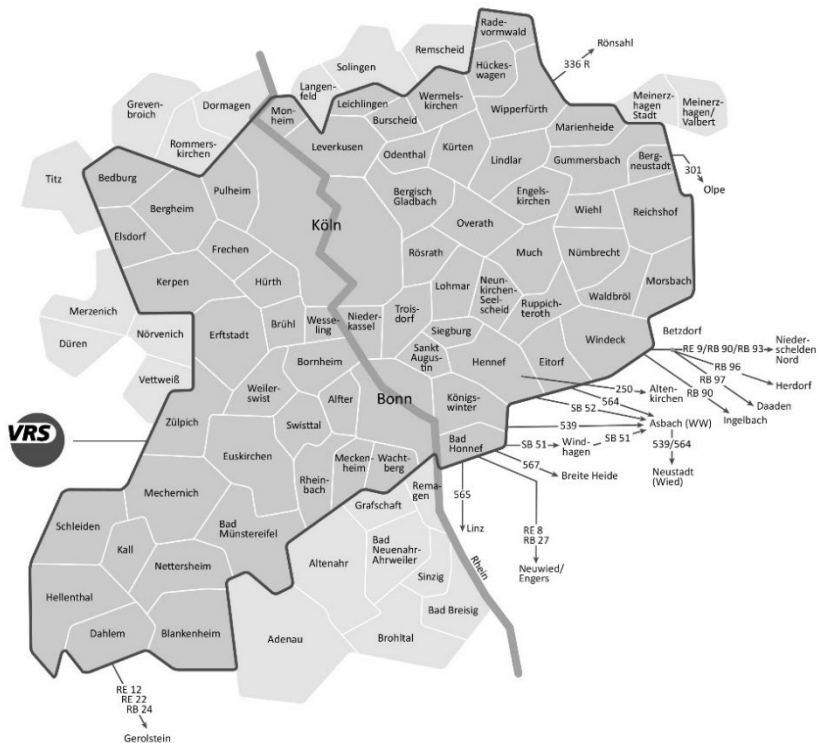 Rade-
vormwald
Rönsahl
336 R
Remscheid
Solingen
Hückes-
wagen
Langen-
feld
Wermels-
kirchen
Meinerz-
hagen
Stadt
Meinerz-
hagen/
Valbert
Grevenbroich
Dormagen
Mon-
heim
Leichlingen
Burscheid
Wipperfürth
Marienheide
Rommers-
kirchen
Leverkusen
Odenthal
Kürten
Lindlar
Gummersbach
Berg-
neustadt
301
Olpe
Titz
Bedburg
Pulheim
Bergheim
Bergisch
Gladbach
Engels-
kirchen
Wiehl
Reichshof
Köln
Overath
Elsdorf
Frechen
Rösrath
Much
Nümbrecht
Kerpen
Hürth
Lohmar
Neun-
kirchen-
Seel-
scheid
Morsbach
Ruppich-
teroth
Waldbröl
Merzenich
Nörvenich
Düren
Erftstadt
Brühl
Wesse-
ling
Nieder-
kassel
Trois-
dorf
Siegburg
Windeck
Betzdorf
RE 9/RB 90/RB 93
Nieder-
schelden
Nord
Sankt
Augus-
tin
Hennef
Eitorf
Vettweiß
Bornheim
RB 96
Herdorf
RB 97
Daaden
RB 90
Ingelbach
Weiler-
swist
Alfter
Bonn
Königs-
winter
250
Alten-
kirchen
564
SB 52
Asbach (WW)
539
Zülpich
Swisttal
VRS
Euskirchen
Bad
Honnef
SB 51
Wind-
hagen
SB 51
539/564
Neustadt
(Wied)
567
Breite Heide
Mecken-
heim
Wacht-
berg
Rhein-
bach
Rema-
gen
Mechernich
Grafschaft
565
Linz
RE 8
RB 27
Neuwied/
Engers
Schleiden
Bad
Münstereifel
Kall
Nettersheim
Altenahr
Bad
Neuenahr-
Ahrweiler
Sinzig
Rhein
Hellenthal
Bad Breisig
Dahlem
Blankenheim
Adenau
Brohltal
RE 12
RE 22
RB 24
Gerolstein